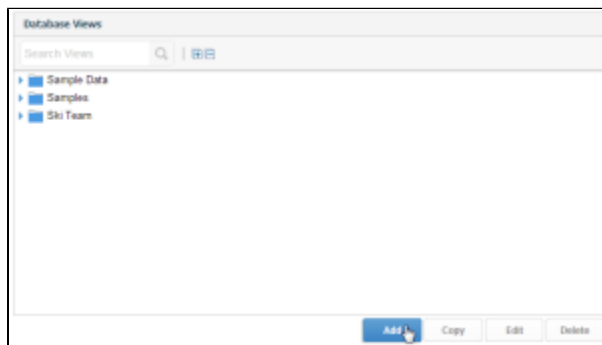 Database Views
Search Views
Sample Data
Samples
Ski Team
Add Copy Edit Delete